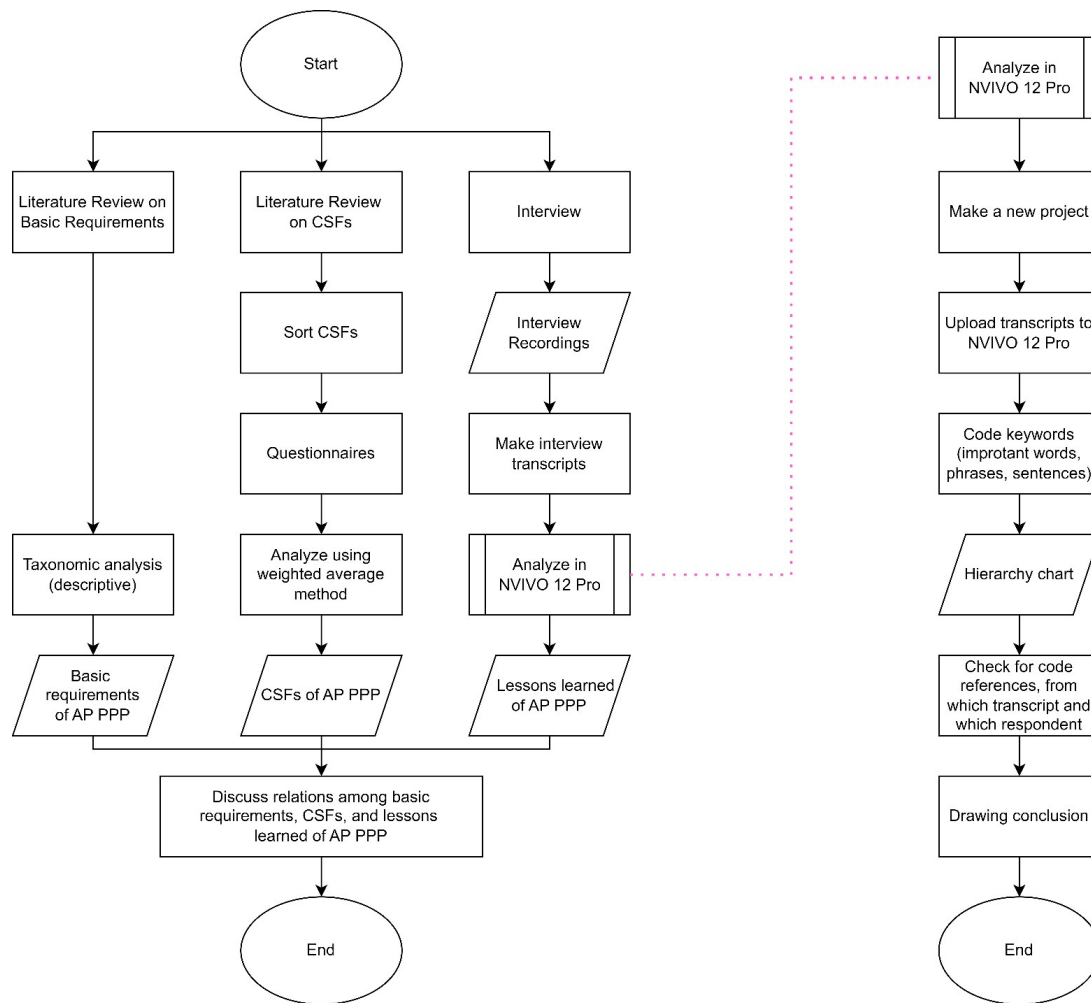 Start
Literature Review on
Basic Requirements
Literature Review
on CSFs
Interview
Sort CSFs
Interview
Recordings
Questionnaires
Make interview
transcripts
Taxonomic analysis
(descriptive)
Analyze using
weighted average
method
Analyze in
NVIVO 12 Pro
Basic
requirements
of AP PPP
CSFs of AP PPP
Lessons learned
of AP PPP
Discuss relations among basic
requirements, CSFs, and lessons
learned of AP PPP
End
Analyze in
NVIVO 12 Pro
Make a new project
Upload transcripts to
NVIVO 12 Pro
Code keywords
(improtant words,
phrases, sentences)
Hierarchy chart
Check for code
references, from
which transcript and
which respondent
Drawing conclusion
End